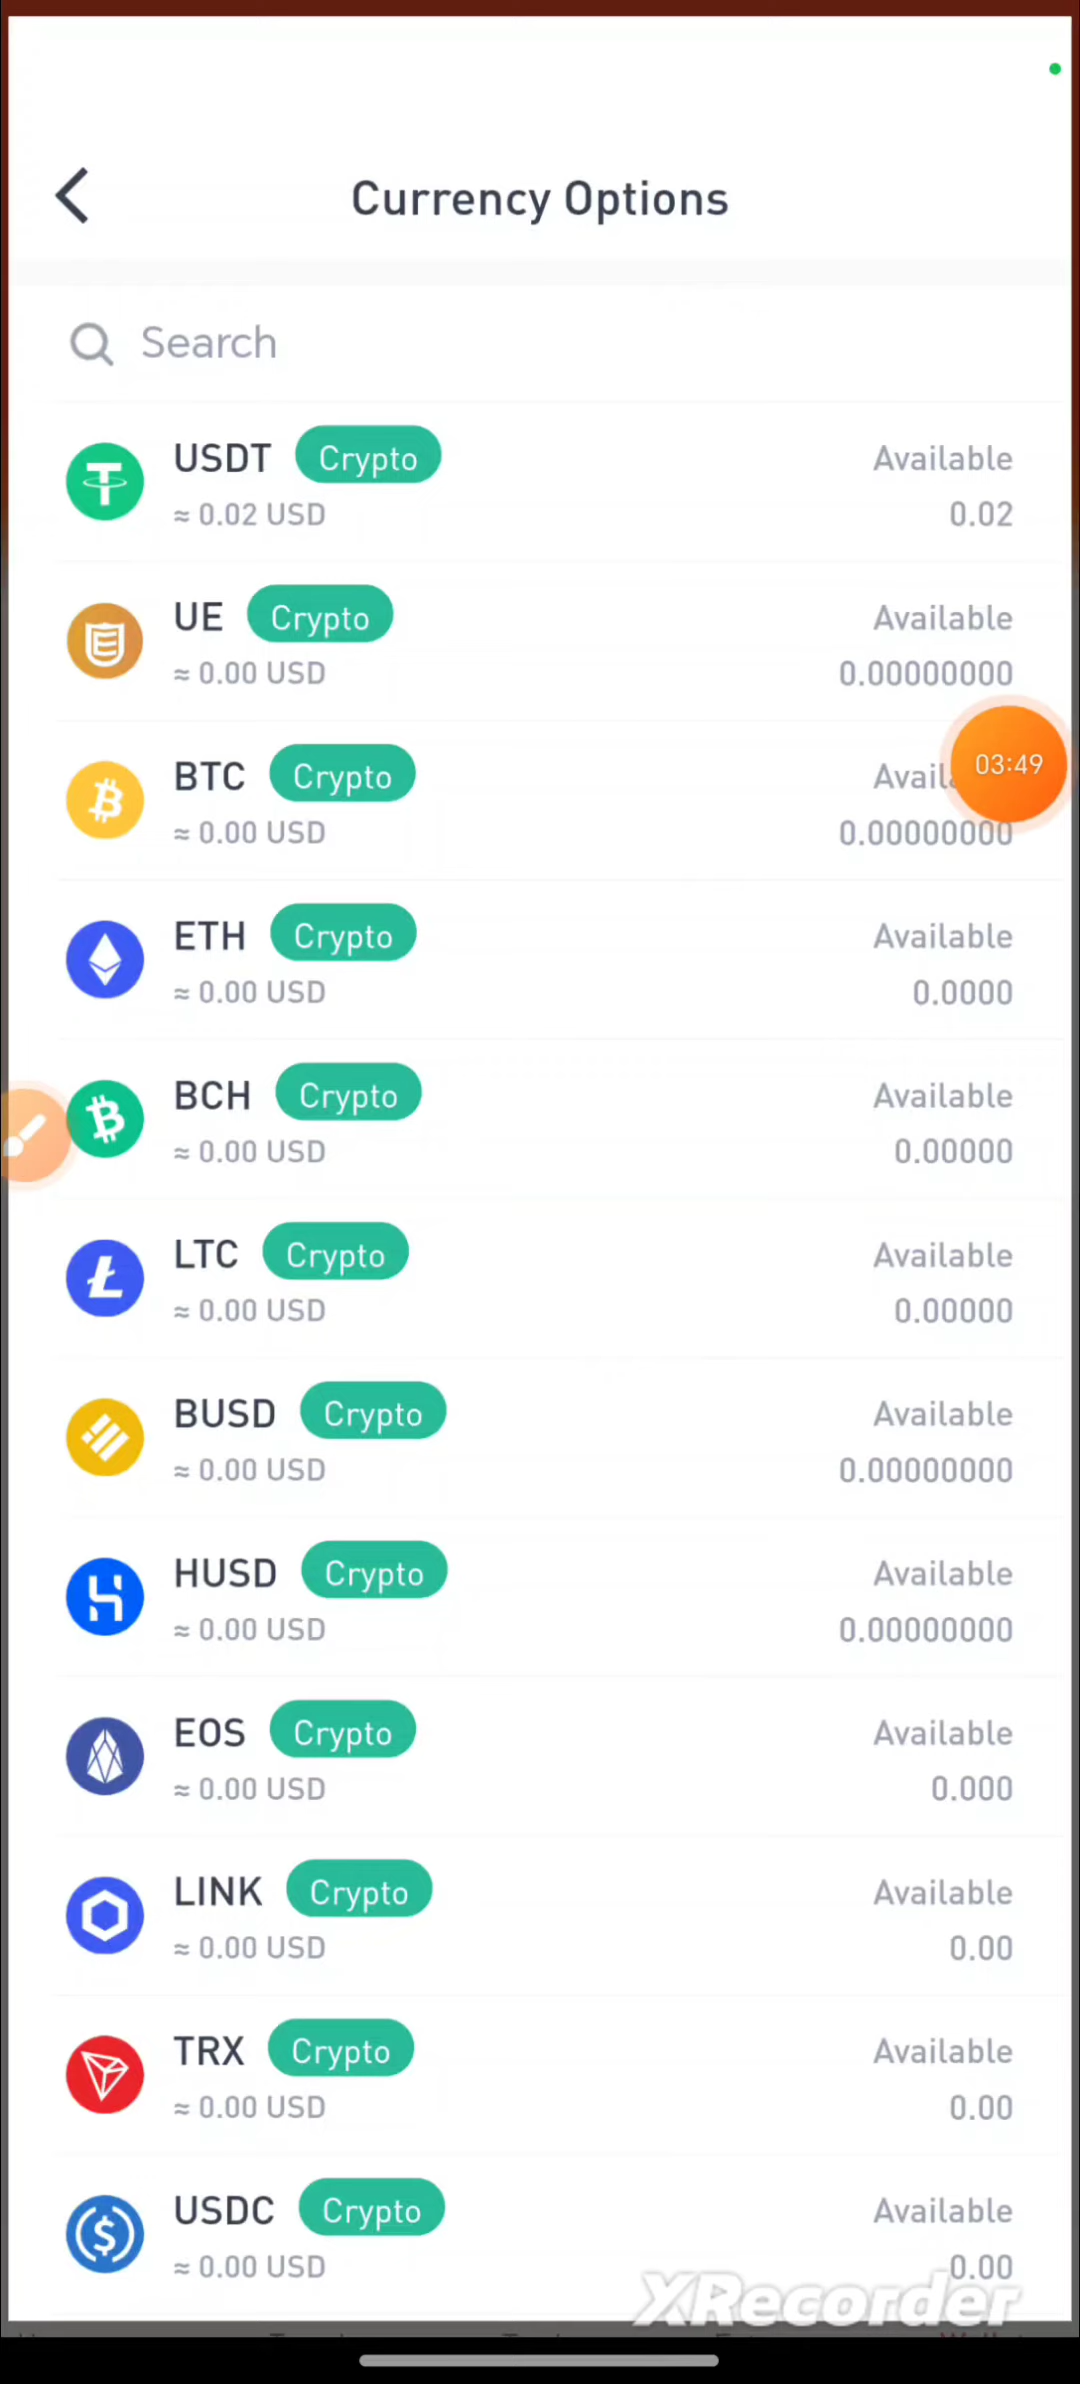 Currency Options
Search
USDT Crypto Available
≈ 0.02 USD 0.02
UE Crypto Available
≈ 0.00 USD 0.00000000
BTC Crypto
03:49
≈ 0.00 USD 0.00000000
ETH Crypto Available
≈ 0.00 USD 0.0000
BCH Crypto Available
≈ 0.00 USD 0.00000
LTC Crypto Available
≈ 0.00 USD 0.00000
BUSD Crypto Available
≈ 0.00 USD 0.00000000
HUSD Crypto Available
≈ 0.00 USD 0.00000000
EOS Crypto Available
≈ 0.00 USD 0.000
LINK Crypto Available
≈ 0.00 USD 0.00
TRX Crypto Available
≈ 0.00 USD 0.00
USDC Crypto Available
≈ 0.00 USD 0.00
XRecorder